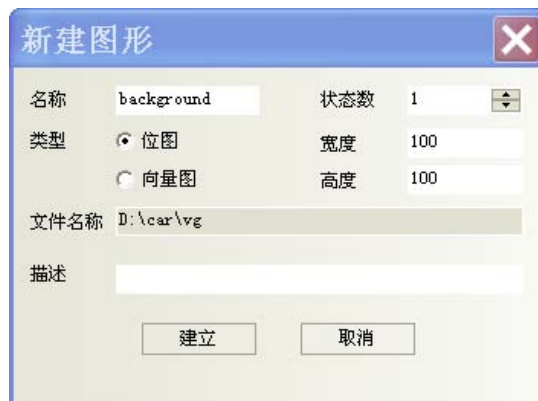 新建图形
名称 background 状态数 1
类型 位图 宽度 100
向量图 高度 100
文件名称 D:\car\vg
描述
建立 取消